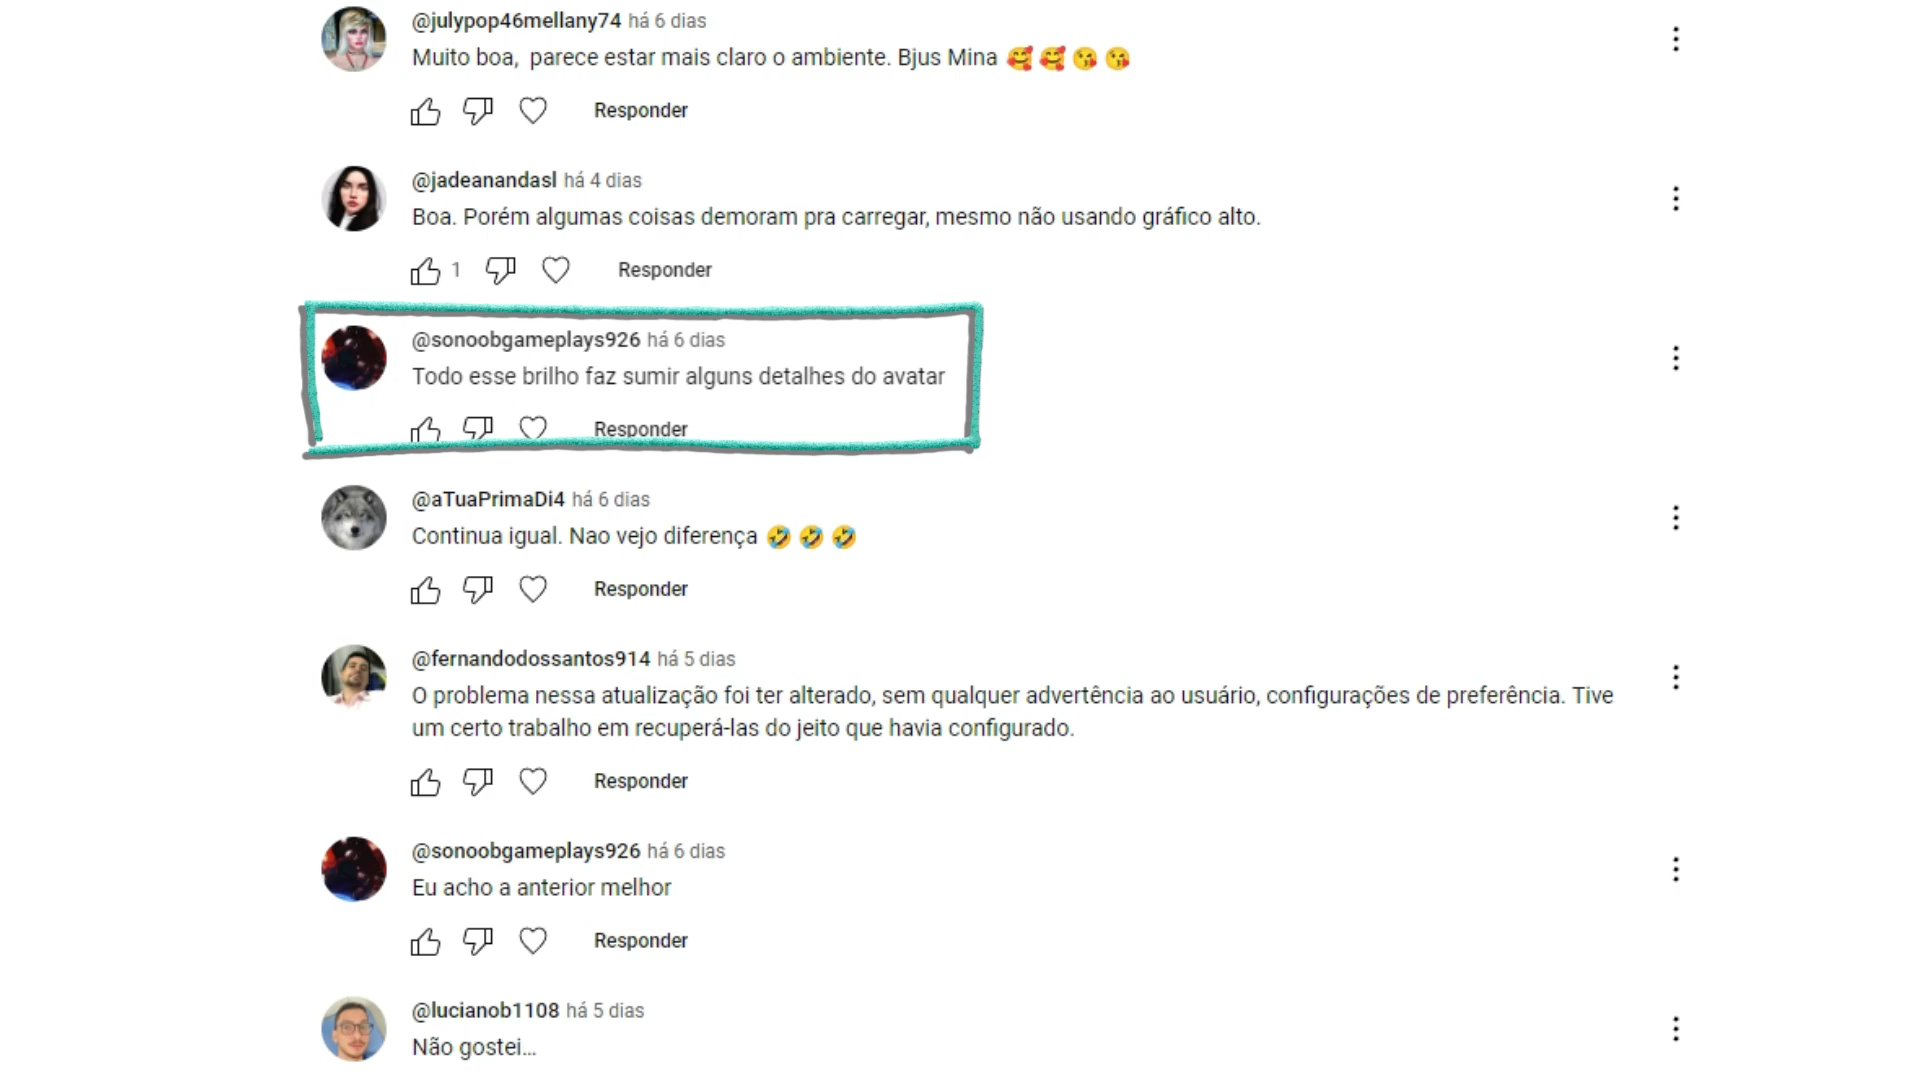 @julypop46mellany74 há 6 dias
Muito boa, parece estar mais claro o ambiente. Bjus Mina 🥰 🥰 😘 😘
Responder
@jadeanandasl há 4 dias
Boa. Porém algumas coisas demoram pra carregar, mesmo não usando gráfico alto.
1 Responder
@sonoobgameplays926 há 6 dias
Todo esse brilho faz sumir alguns detalhes do avatar
Responder
@aTuaPrimaDi4 há 6 dias
Continua igual. Nao vejo diferença 🤣 🤣 🤣
Responder
@fernandodossantos914 há 5 dias
O problema nessa atualização foi ter alterado, sem qualquer advertência ao usuário, configurações de preferência. Tive
um certo trabalho em recuperá-las do jeito que havia configurado.
Responder
@sonoobgameplays926 há 6 dias
Eu acho a anterior melhor
Responder
@lucianob1108 há 5 dias
Não gostei...